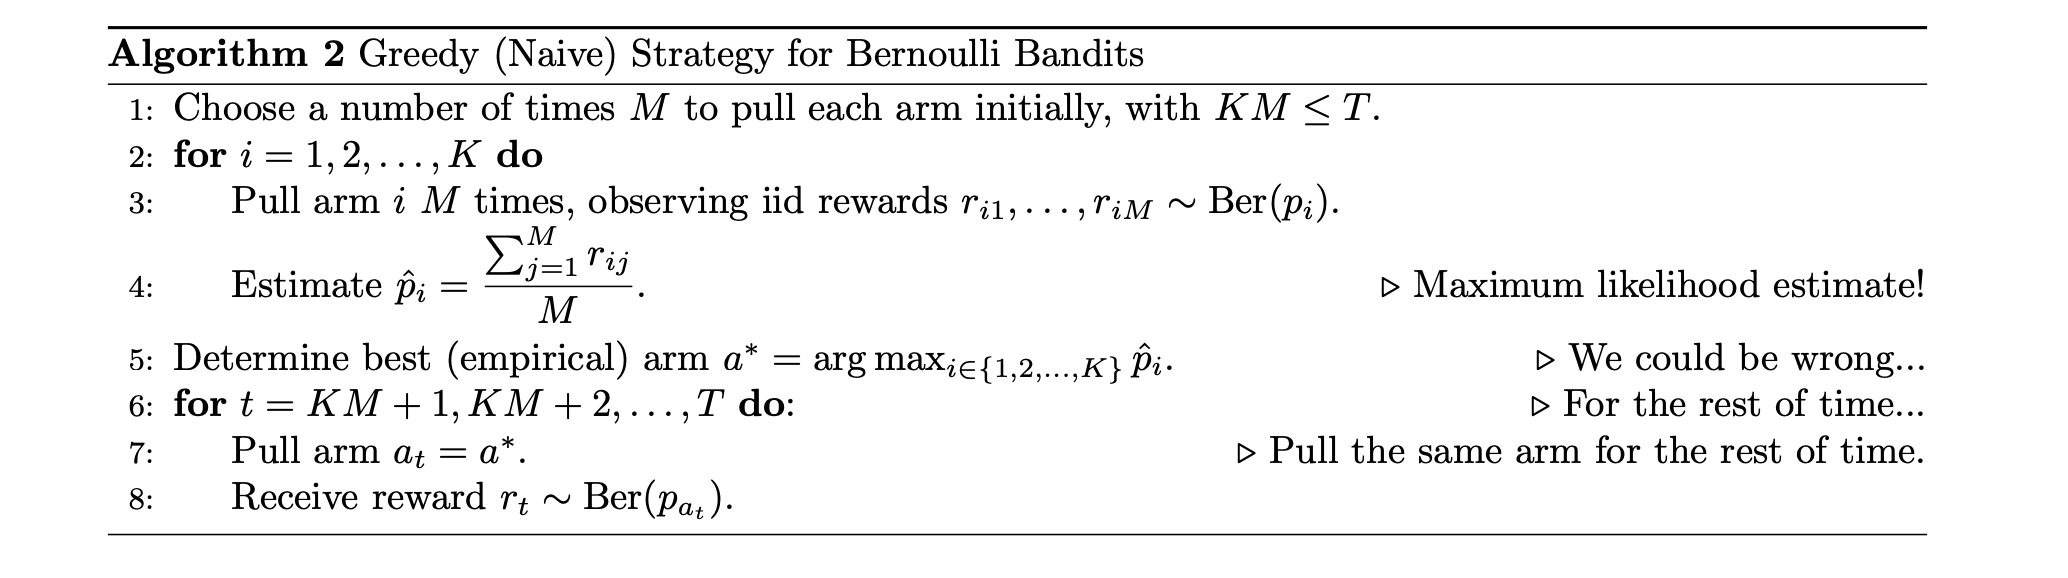 Algorithm 2 Greedy (Naive) Strategy for Bernoulli Bandits
1: Choose a number of times $M$ to pull each arm initially, with $KM \leq T$.
2: for $i = 1, 2, \ldots, K$ do
3: Pull arm $i$ $M$ times, observing iid rewards $r_{i1}, \ldots, r_{iM} \sim \text{Ber}(p_i)$.
4: Estimate $\hat{p}_i = \frac{\sum_{j=1}^{M} r_{ij}}{M}$. ▷ Maximum likelihood estimate!
5: Determine best (empirical) arm $a^* = \arg\max_{i \in \{1,2,\ldots,K\}} \hat{p}_i$. ▷ We could be wrong...
6: for $t = KM + 1, KM + 2, \ldots, T$ do: ▷ For the rest of time...
7: Pull arm $a_t = a^*$. ▷ Pull the same arm for the rest of time.
8: Receive reward $r_t \sim \text{Ber}(p_{a_t})$.